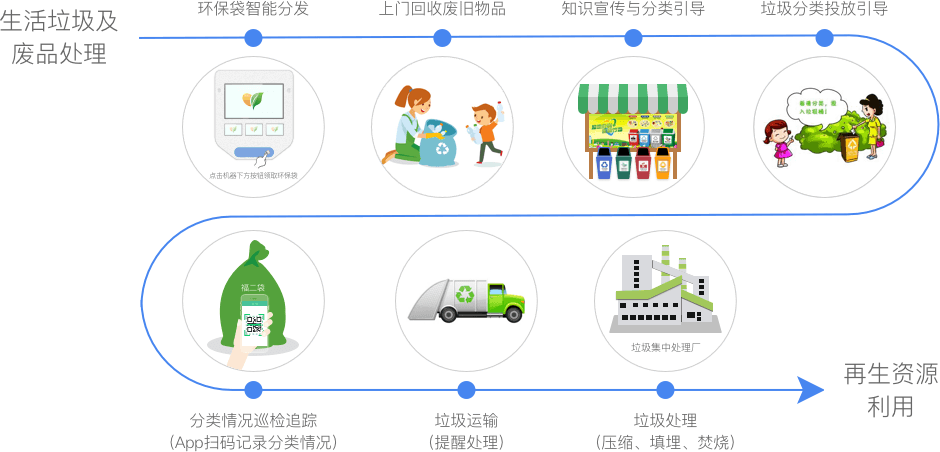 生活垃圾及
废品处理
环保袋智能分发
上门回收废旧物品
知识宣传与分类引导
垃圾分类投放引导
点击机器下方按钮领取环保袋
福二袋
垃圾集中处理厂
再生资源
利用
分类情况巡检追踪
(App扫码记录分类情况)
垃圾运输
(提醒处理)
垃圾处理
(压缩、填埋、焚烧)